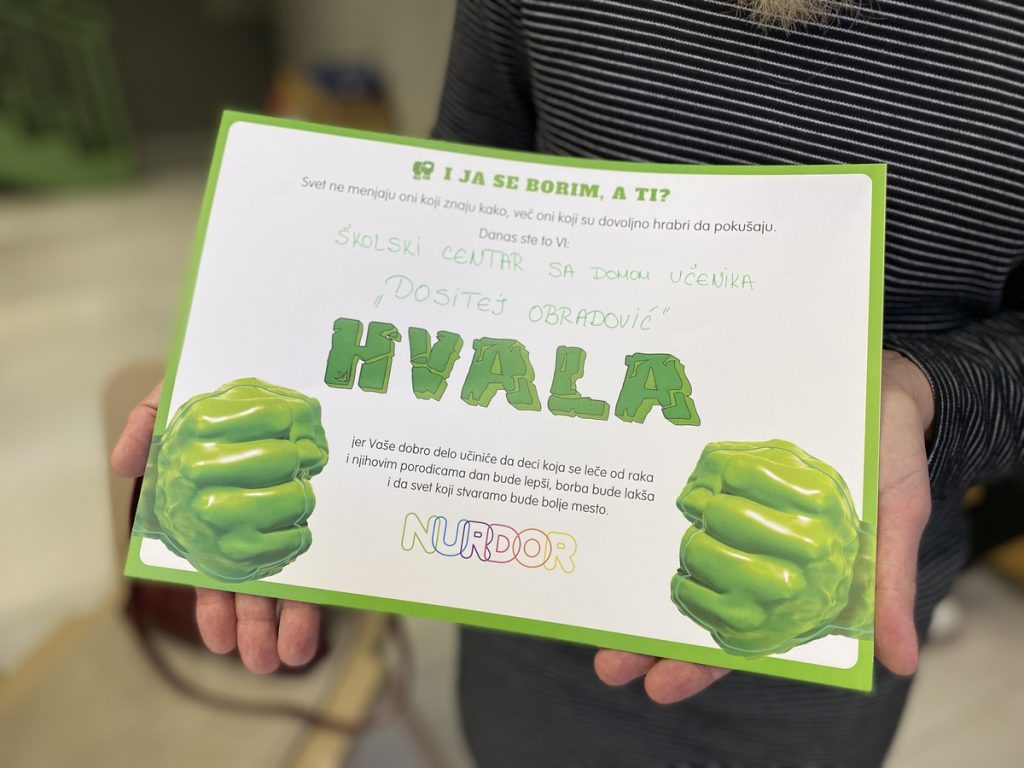 I JA SE BORIM, A TI?
Svet ne menjaju oni koji znaju kako, već oni koji su dovoljno hrabri da pokušaju.
Danas ste to VI:
ŠKOLSKI CENTAR SA DOMOM UČENIKA
„DOSITEJ OBRADOVIĆ"
HVALA
jer Vaše dobro delo učiniće da deci koja se leče od raka
i njihovim porodicama dan bude lepši, borba bude lakša
i da svet koji stvaramo bude bolje mesto.
NURDOR